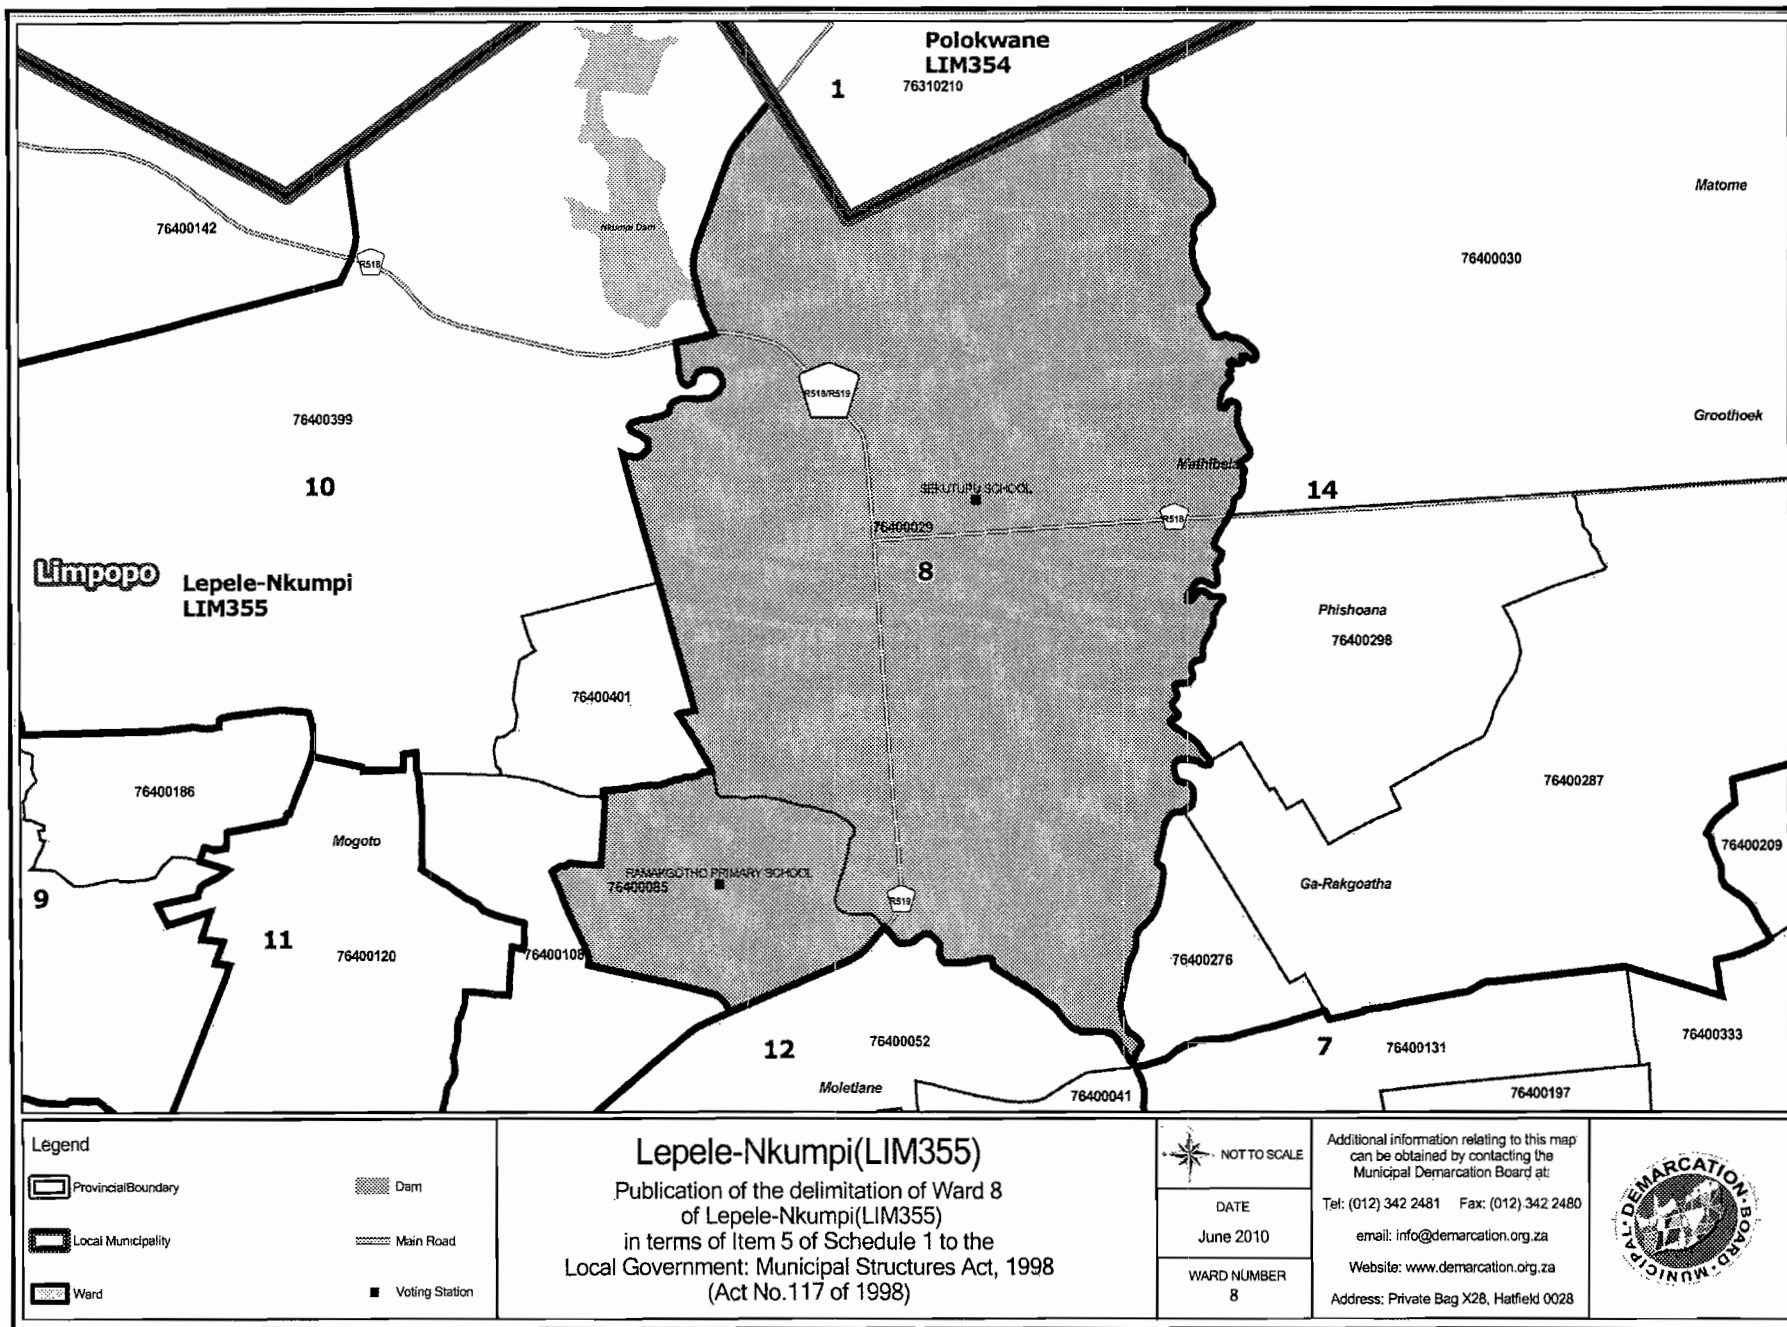 Polokwane
LIM354
1
76310210
Matome
76400142
Nkumpi Dam
R518
76400030
76400399
R518/R519
Groothoek
10
SEKUTUPU SCHOOL
14
R518
76400029
8
Limpopo
Lepele-Nkumpi
LIM355
Phishoana
76400298
76400401
76400186
76400287
Mogoto
76400209
RAMAKGOTHO PRIMARY SCHOOL
76400085
Ga-Rakgoatha
9
R519
11
76400120
76400108
76400276
12
76400052
7
76400131
76400333
Moletlane
76400041
76400197
Legend
ProvincialBoundary
Dam
Local Municipality
Main Road
Ward
Voting Station
Lepele-Nkumpi(LIM355)
Publication of the delimitation of Ward 8
of Lepele-Nkumpi(LIM355)
in terms of Item 5 of Schedule 1 to the
Local Government: Municipal Structures Act, 1998
(Act No.117 of 1998)
NOT TO SCALE
DATE
June 2010
WARD NUMBER
8
Additional information relating to this map
can be obtained by contacting the
Municipal Demarcation Board at:
Tel: (012) 342 2481 Fax: (012) 342 2480
email: info@demarcation.org.za
Website: www.demarcation.org.za
Address: Private Bag X28, Hatfield 0028
MUNICIPAL DEMARCATION BOARD